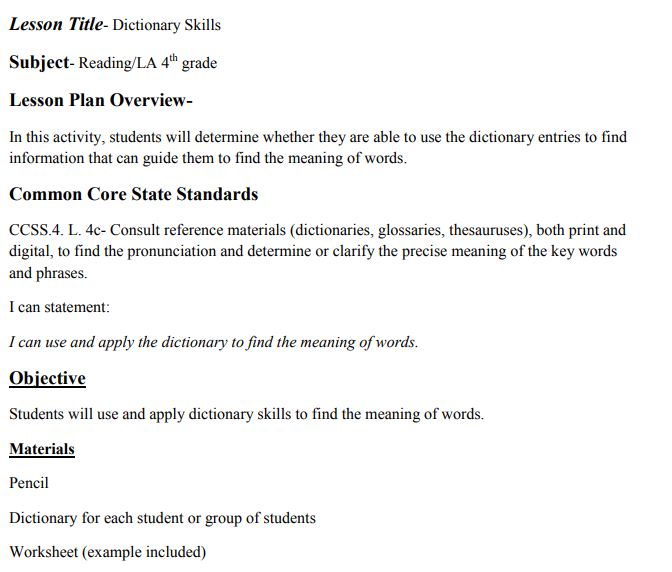 Lesson Title- Dictionary Skills
Subject- Reading/LA 4th grade
Lesson Plan Overview-
In this activity, students will determine whether they are able to use the dictionary entries to find
information that can guide them to find the meaning of words.
Common Core State Standards
CCSS.4. L. 4c- Consult reference materials (dictionaries, glossaries, thesauruses), both print and
digital, to find the pronunciation and determine or clarify the precise meaning of the key words
and phrases.
I can statement:
I can use and apply the dictionary to find the meaning of words.
Objective
Students will use and apply dictionary skills to find the meaning of words.
Materials
Pencil
Dictionary for each student or group of students
Worksheet (example included)